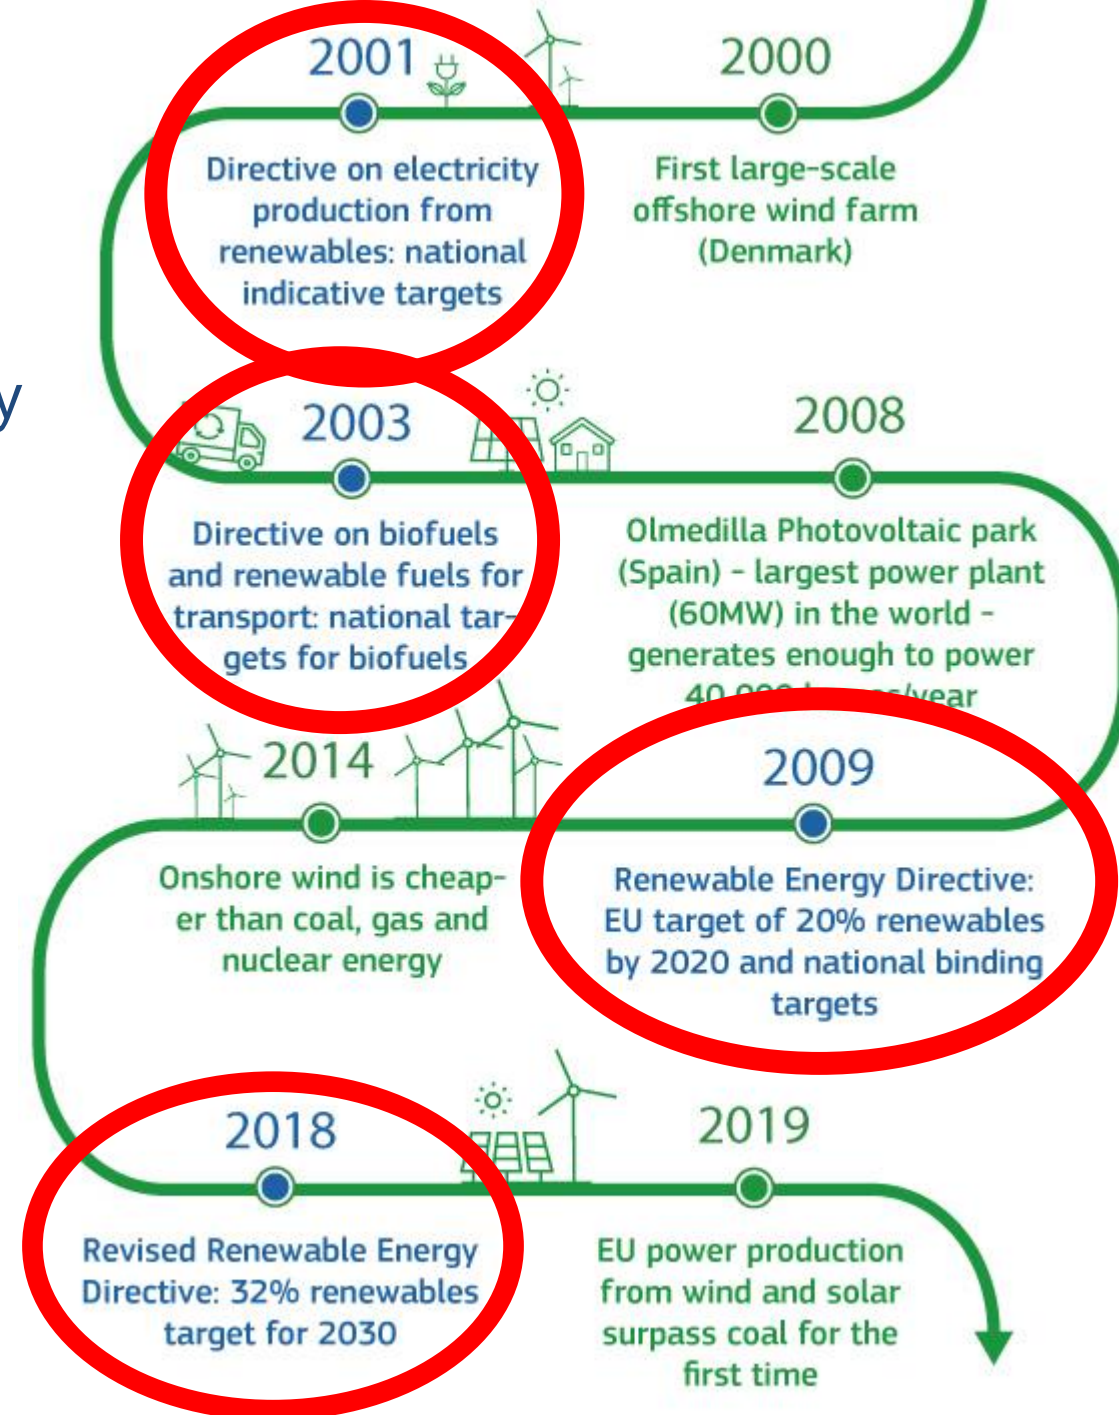 2000
First large-scale
offshore wind farm
(Denmark)
2001
Directive on electricity
production from
renewables: national
indicative targets
y
2003
Directive on biofuels
and renewable fuels for
transport: national tar-
gets for biofuels
2008
Olmedilla Photovoltaic park
(Spain) - largest power plant
(60MW) in the world -
generates enough to power
40 000 /year
2009
Renewable Energy Directive:
EU target of 20% renewables
by 2020 and national binding
targets
2014
Onshore wind is cheap-
er than coal, gas and
nuclear energy
2018
Revised Renewable Energy
Directive: 32% renewables
target for 2030
2019
EU power production
from wind and solar
surpass coal for the
first time